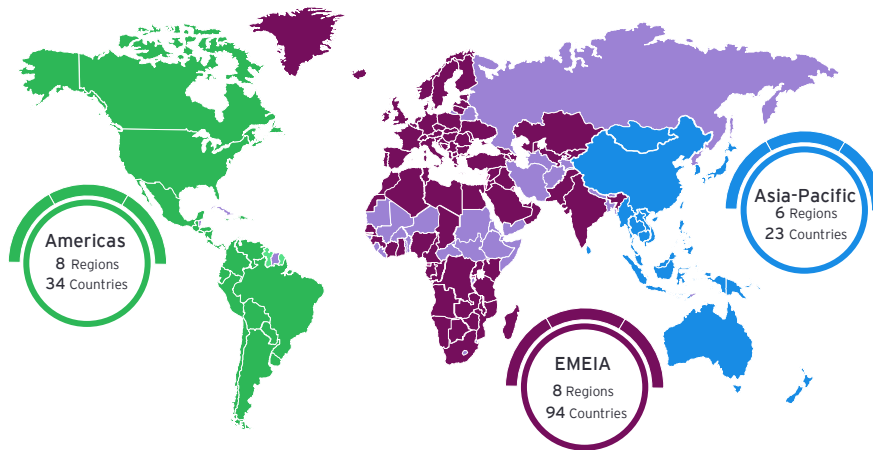 Americas
8 Regions
34 Countries
EMEIA
8 Regions
94 Countries
Asia-Pacific
6 Regions
23 Countries